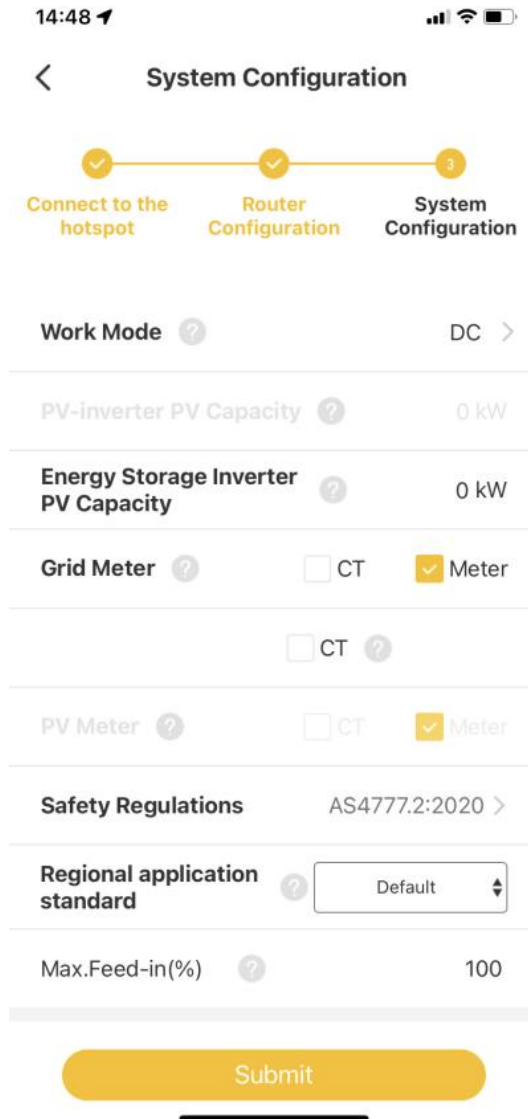 14:48
System Configuration
3
Connect to the
hotspot
Router
Configuration
System
Configuration
Work Mode ? DC
PV-inverter PV Capacity ? 0 kW
Energy Storage Inverter
PV Capacity ? 0 kW
Grid Meter ? CT Meter
CT ?
PV Meter ? CT Meter
Safety Regulations AS4777.2:2020
Regional application
standard ? Default
Max.Feed-in(%) ? 100
Submit